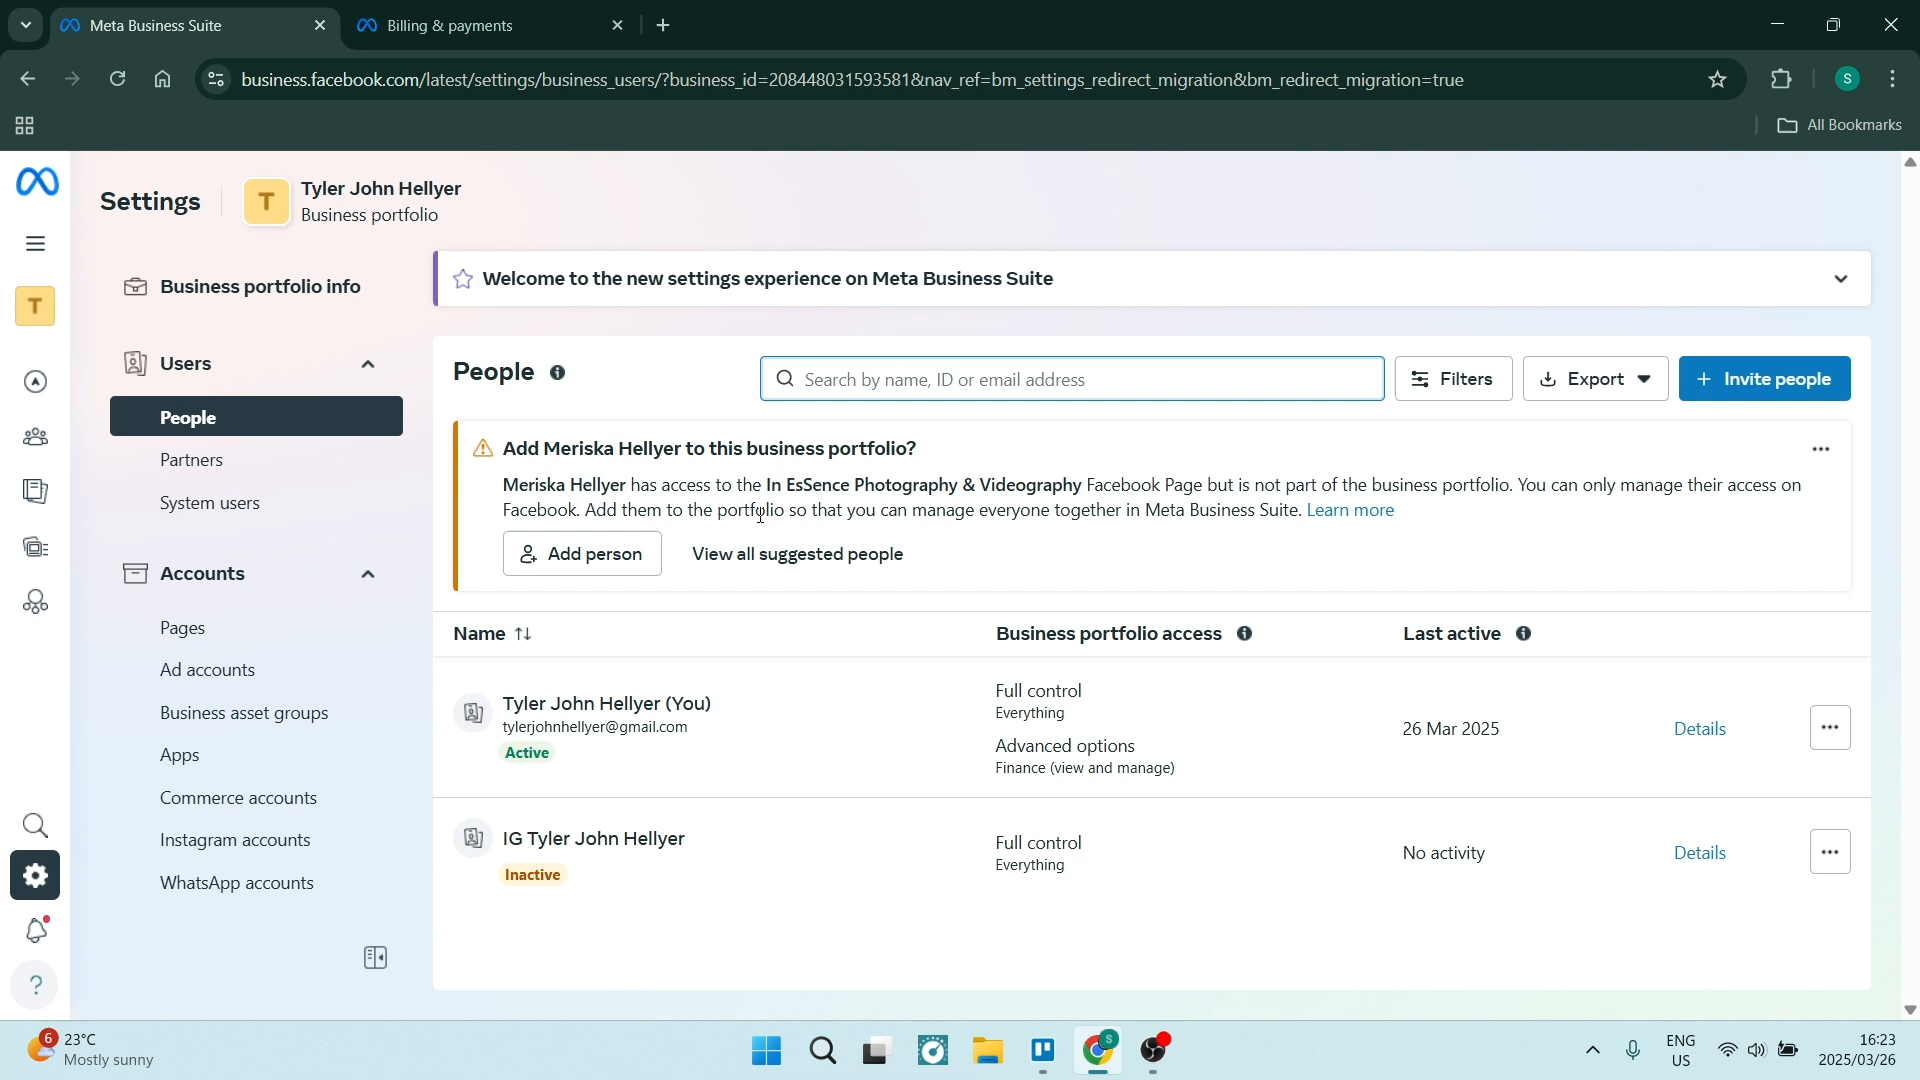 Meta Business Suite
Billing & payments
business.facebook.com/latest/settings/business_users/?business_id=208448031593581&nav_ref=bm_settings_redirect_migration&bm_redirect_migration=true
S
All Bookmarks
Settings
T
Tyler John Hellyer
Business portfolio
T
Business portfolio info
Users
People
Partners
System users
Accounts
Pages
Ad accounts
Business asset groups
Apps
Commerce accounts
Instagram accounts
WhatsApp accounts
?
Welcome to the new settings experience on Meta Business Suite
People
Search by name, ID or email address
Filters
Export
+ Invite people
Add Meriska Hellyer to this business portfolio?
Meriska Hellyer has access to the In EsSence Photography & Videography Facebook Page but is not part of the business portfolio. You can only manage their access on
Facebook. Add them to the portfolio so that you can manage everyone together in Meta Business Suite. Learn more
Add person
View all suggested people
Name
Business portfolio access
Last active
Tyler John Hellyer (You)
tylerjohnhellyer@gmail.com
Active
Full control
Everything
Advanced options
Finance (view and manage)
26 Mar 2025
Details
IG Tyler John Hellyer
Inactive
Full control
Everything
No activity
Details
6
23°C
Mostly sunny
S
ENG
US
16:23
2025/03/26